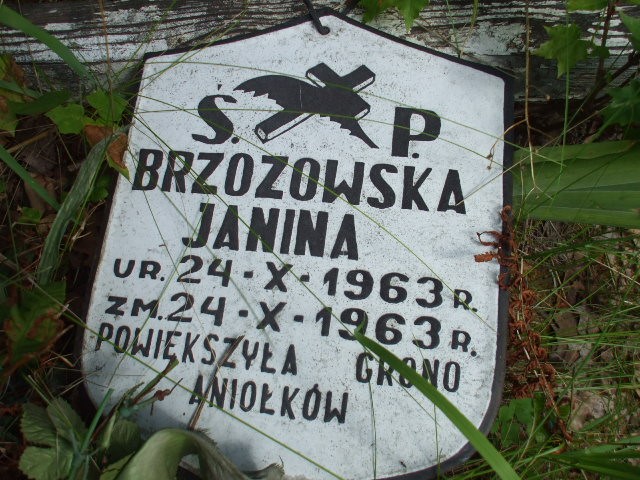 Ś. P.
BRZOZOWSKA
JANINA
UR. 24-X-1963 R.
ZM. 24-X-1963 R.
POWIĘKSZYŁA GRONO
ANIOŁKÓW